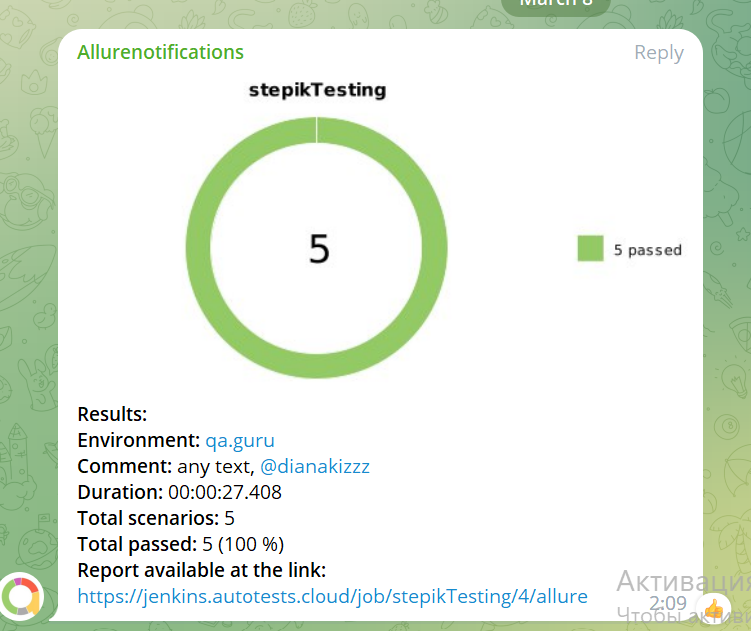 March 8
Allurenotifications
Reply
stepikTesting
5
5 passed
Results:
Environment: qa.guru
Comment: any text, @dianakizzz
Duration: 00:00:27.408
Total scenarios: 5
Total passed: 5 (100 %)
Report available at the link:
https://jenkins.autotests.cloud/job/stepikTesting/4/allure
2:09
Активация
Чтобы